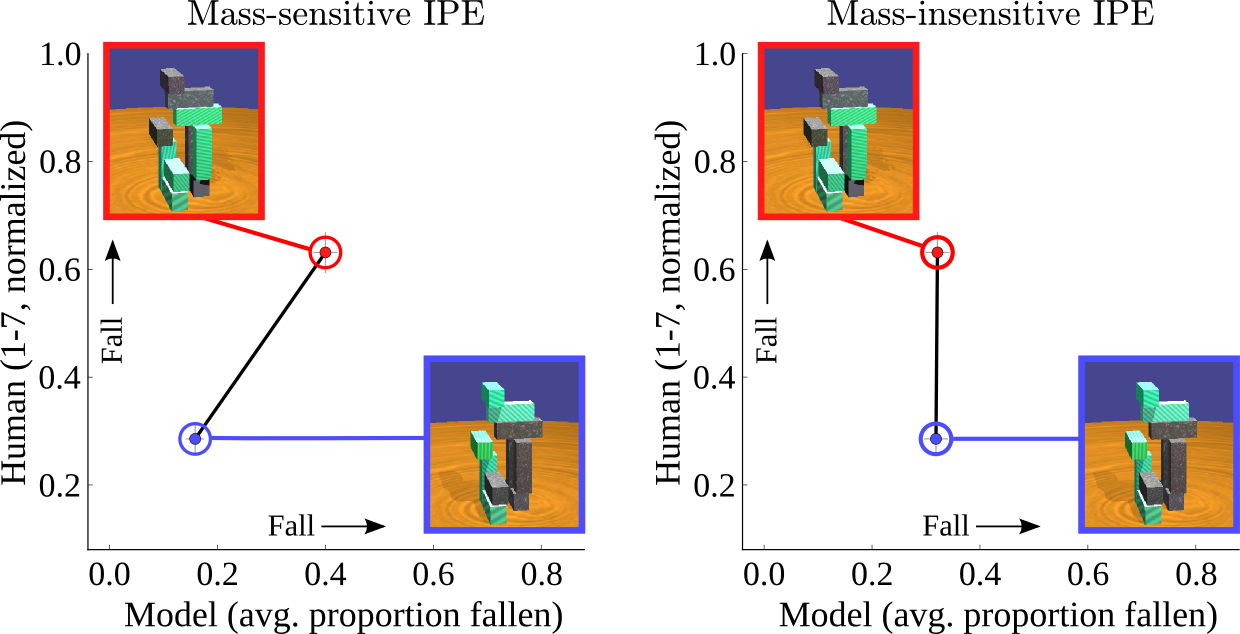 Mass-sensitive IPE
Human (1-7, normalized)
1.0
0.8
0.6
0.4
0.2
Fall
Fall
0.0 0.2 0.4 0.6 0.8
Model (avg. proportion fallen)
Mass-insensitive IPE
Human (1-7, normalized)
1.0
0.8
0.6
0.4
0.2
Fall
Fall
0.0 0.2 0.4 0.6 0.8
Model (avg. proportion fallen)